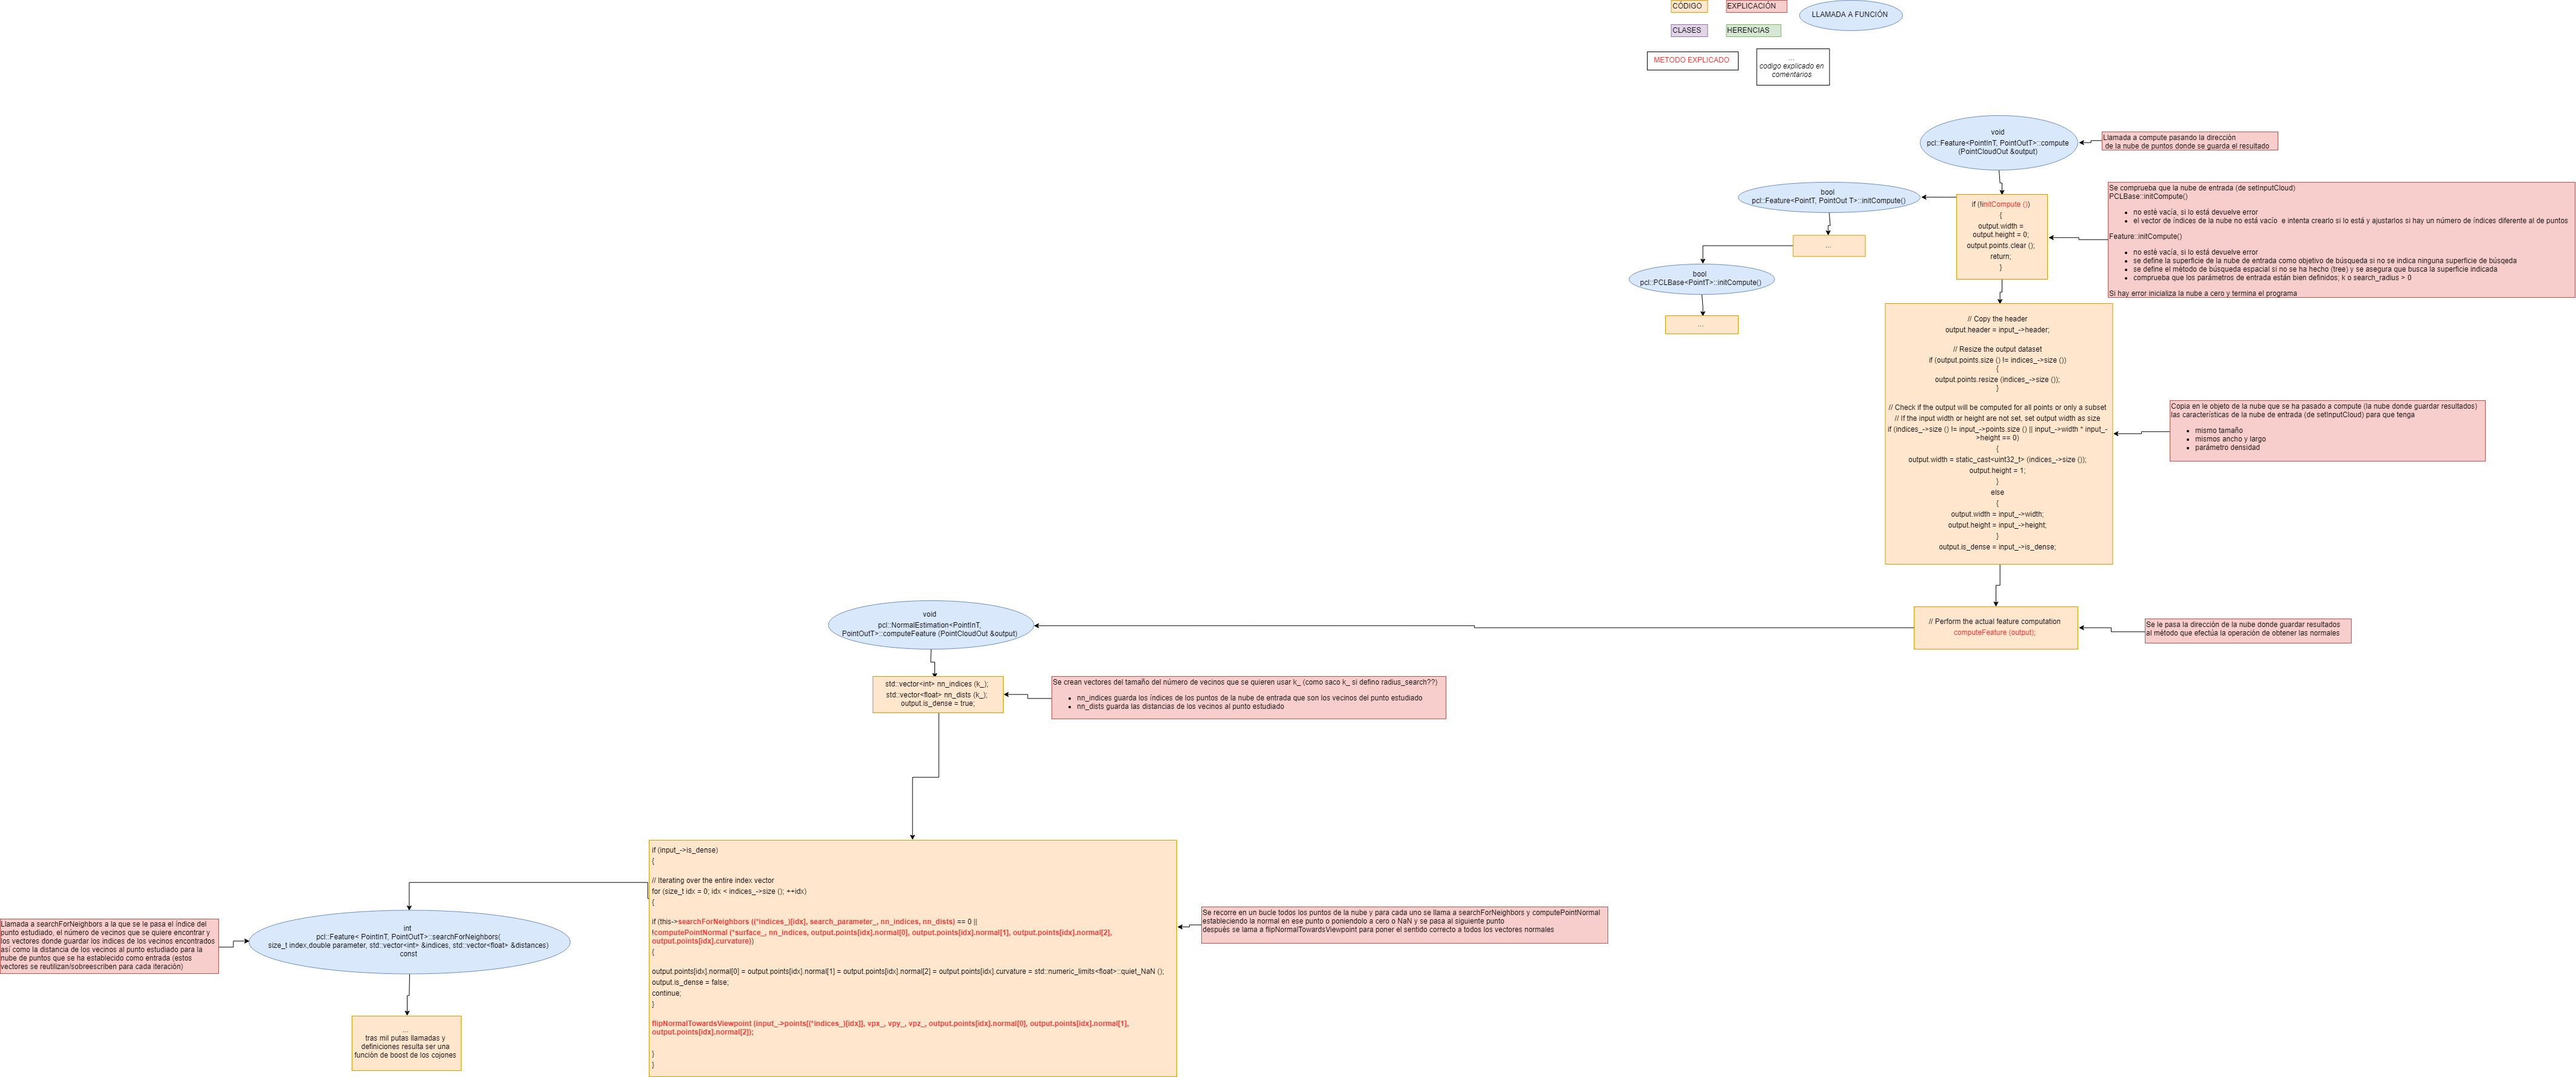 CÓDIGO
EXPLICACIÓN
LLAMADA A FUNCIÓN
CLASES
HERENCIAS
METODO EXPLICADO
...
codigo explicado en
comentarios
void
pcl::Feature<PointInT, PointOutT>::compute
(PointCloudOut &output)
Llamada a compute pasando la dirección
de la nube de puntos donde se guarda el resultado
bool
pcl::Feature<PointT, PointOut T>::initCompute()
if (!initCompute ())
{
output.width =
output.height = 0;
output.points.clear ();
return;
}
Se comprueba que la nube de entrada (de setInputCloud)
PCLBase::initCompute()
• no esté vacía, si lo está devuelve error
• el vector de índices de la nube no está vacío e intenta crearlo si lo está y ajustarlos si hay un número de índices diferente al de puntos
Feature::initCompute()
• no esté vacía, si lo está devuelve error
• se define la superficie de la nube de entrada como objetivo de búsqueda si no se indica ninguna superficie de búsqeda
• se define el método de búsqueda espacial si no se ha hecho (tree) y se asegura que busca la superficie indicada
• comprueba que los parámetros de entrada están bien definidos; k o search_radius > 0
Si hay error inicializa la nube a cero y termina el programa
...
bool
pcl::PCLBase<PointT>::initCompute()
...
// Copy the header
output.header = input_->header;
// Resize the output dataset
if (output.points.size () != indices_->size ())
{
output.points.resize (indices_->size ());
}
// Check if the output will be computed for all points or only a subset
// If the input width or height are not set, set output width as size
if (indices_->size () != input_->points.size () || input_->width * input_-
>height == 0)
{
output.width = static_cast<uint32_t> (indices_->size ());
output.height = 1;
}
else
{
output.width = input_->width;
output.height = input_->height;
}
output.is_dense = input_->is_dense;
Copia en le objeto de la nube que se ha pasado a compute (la nube donde guardar resultados)
las características de la nube de entrada (de setInputCloud) para que tenga
• mismo tamaño
• mismos ancho y largo
• parámetro densidad
// Perform the actual feature computation
computeFeature (output);
Se le pasa la dirección de la nube donde guardar resultados
al método que efectúa la operación de obtener las normales
void
pcl::NormalEstimation<PointInT,
PointOutT>::computeFeature (PointCloudOut &output)
std::vector<int> nn_indices (k_);
std::vector<float> nn_dists (k_);
output.is_dense = true;
Se crean vectores del tamaño del número de vecinos que se quieren usar k_ (como saco k_ si defino radius_search??)
• nn_indices guarda los índices de los puntos de la nube de entrada que son los vecinos del punto estudiado
• nn_dists guarda las distancias de los vecinos al punto estudiado
if (input_->is_dense)
{
// Iterating over the entire index vector
for (size_t idx = 0; idx < indices_->size (); ++idx)
{
if (this->searchForNeighbors ((*indices_)[idx], search_parameter_, nn_indices, nn_dists) == 0 ||
!computePointNormal (*surface_, nn_indices, output.points[idx].normal[0], output.points[idx].normal[1], output.points[idx].normal[2],
output.points[idx].curvature))
{
output.points[idx].normal[0] = output.points[idx].normal[1] = output.points[idx].normal[2] = output.points[idx].curvature = std::numeric_limits<float>::quiet_NaN ();
output.is_dense = false;
continue;
}
flipNormalTowardsViewpoint (input_->points[(*indices_)[idx]], vpx_, vpy_, vpz_, output.points[idx].normal[0], output.points[idx].normal[1],
output.points[idx].normal[2]);
}
}
Se recorre en un bucle todos los puntos de la nube y para cada uno se llama a searchForNeighbors y computePointNormal
estableciendo la normal en ese punto o poniendolo a cero o NaN y se pasa al siguiente punto
después se lama a flipNormalTowardsViewpoint para poner el sentido correcto a todos los vectores normales
Llamada a searchForNeighbors a la que se le pasa el índice del
punto estudiado, el número de vecinos que se quiere encontrar y
los vectores donde guardar los indices de los vecinos encontrados
así como la distancia de los vecinos al punto estudiado para la
nube de puntos que se ha establecido como entrada (estos
vectores se reutilizan/sobreescriben para cada iteración)
int
pcl::Feature< PointInT, PointOutT>::searchForNeighbors(
size_t index,double parameter, std::vector<int> &indices, std::vector<float> &distances)
const
...
tras mil putas llamadas y
definiciones resulta ser una
función de boost de los cojones